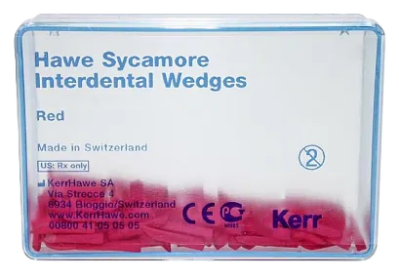 Hawe Sycamore
Interdental Wedges
Red
Made in Switzerland
US: Rx only
KerrHawe SA
Via Strecce 4
6934 Bioggio/Switzerland
www.KerrHawe.com
00800 41 05 05 05
CE
Kerr